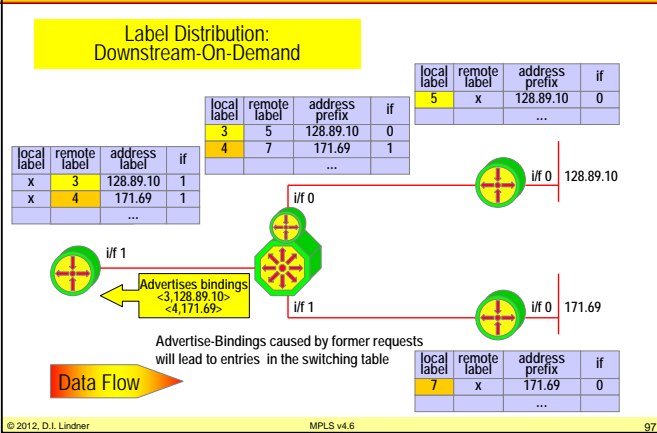 Label Distribution:
Downstream-On-Demand
local label remote label address prefix if
5 x 128.89.10 0
...
local label remote label address prefix if
3 5 128.89.10 0
4 7 171.69 1
...
local label remote label address label if
x 3 128.89.10 1
x 4 171.69 1
...
i/f 0 128.89.10
i/f 0
i/f 1
Advertises bindings
<3,128.89.10>
<4,171.69>
i/f 1
i/f 0 171.69
Advertise-Bindings caused by former requests
will lead to entries in the switching table
local label remote label address prefix if
7 x 171.69 0
...
Data Flow
© 2012, D.I. Lindner MPLS v4.6 97